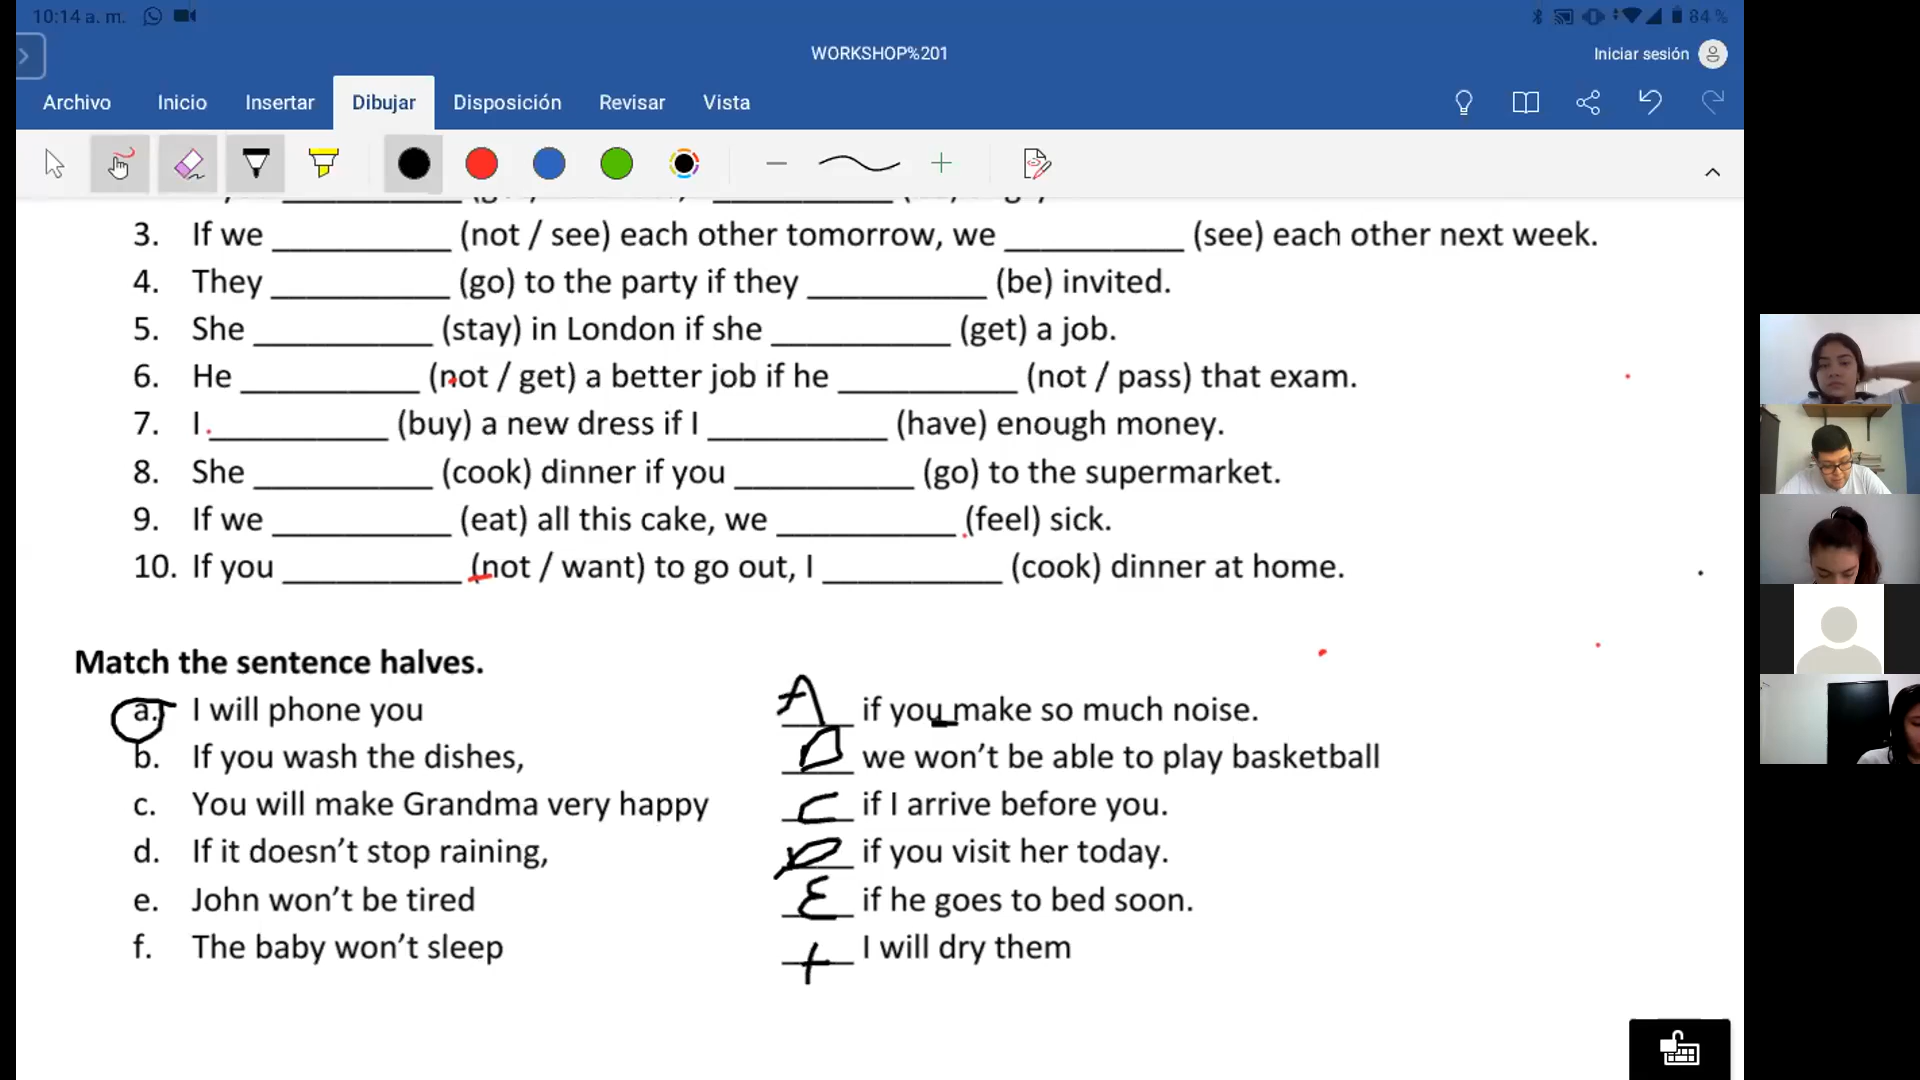 10:14 a. m. 84 %
WORKSHOP%201 Iniciar sesión
Archivo Inicio Insertar Dibujar Disposición Revisar Vista
3. If we __________ (not / see) each other tomorrow, we __________ (see) each other next week.
4. They __________ (go) to the party if they __________ (be) invited.
5. She __________ (stay) in London if she __________ (get) a job.
6. He __________ (not / get) a better job if he __________ (not / pass) that exam.
7. I __________ (buy) a new dress if I __________ (have) enough money.
8. She __________ (cook) dinner if you __________ (go) to the supermarket.
9. If we __________ (eat) all this cake, we __________ (feel) sick.
10. If you __________ (not / want) to go out, I __________ (cook) dinner at home.
Match the sentence halves.
a. I will phone you A if you make so much noise.
b. If you wash the dishes, ____ we won't be able to play basketball
c. You will make Grandma very happy C if I arrive before you.
d. If it doesn't stop raining, D if you visit her today.
e. John won't be tired E if he goes to bed soon.
f. The baby won't sleep ____ I will dry them